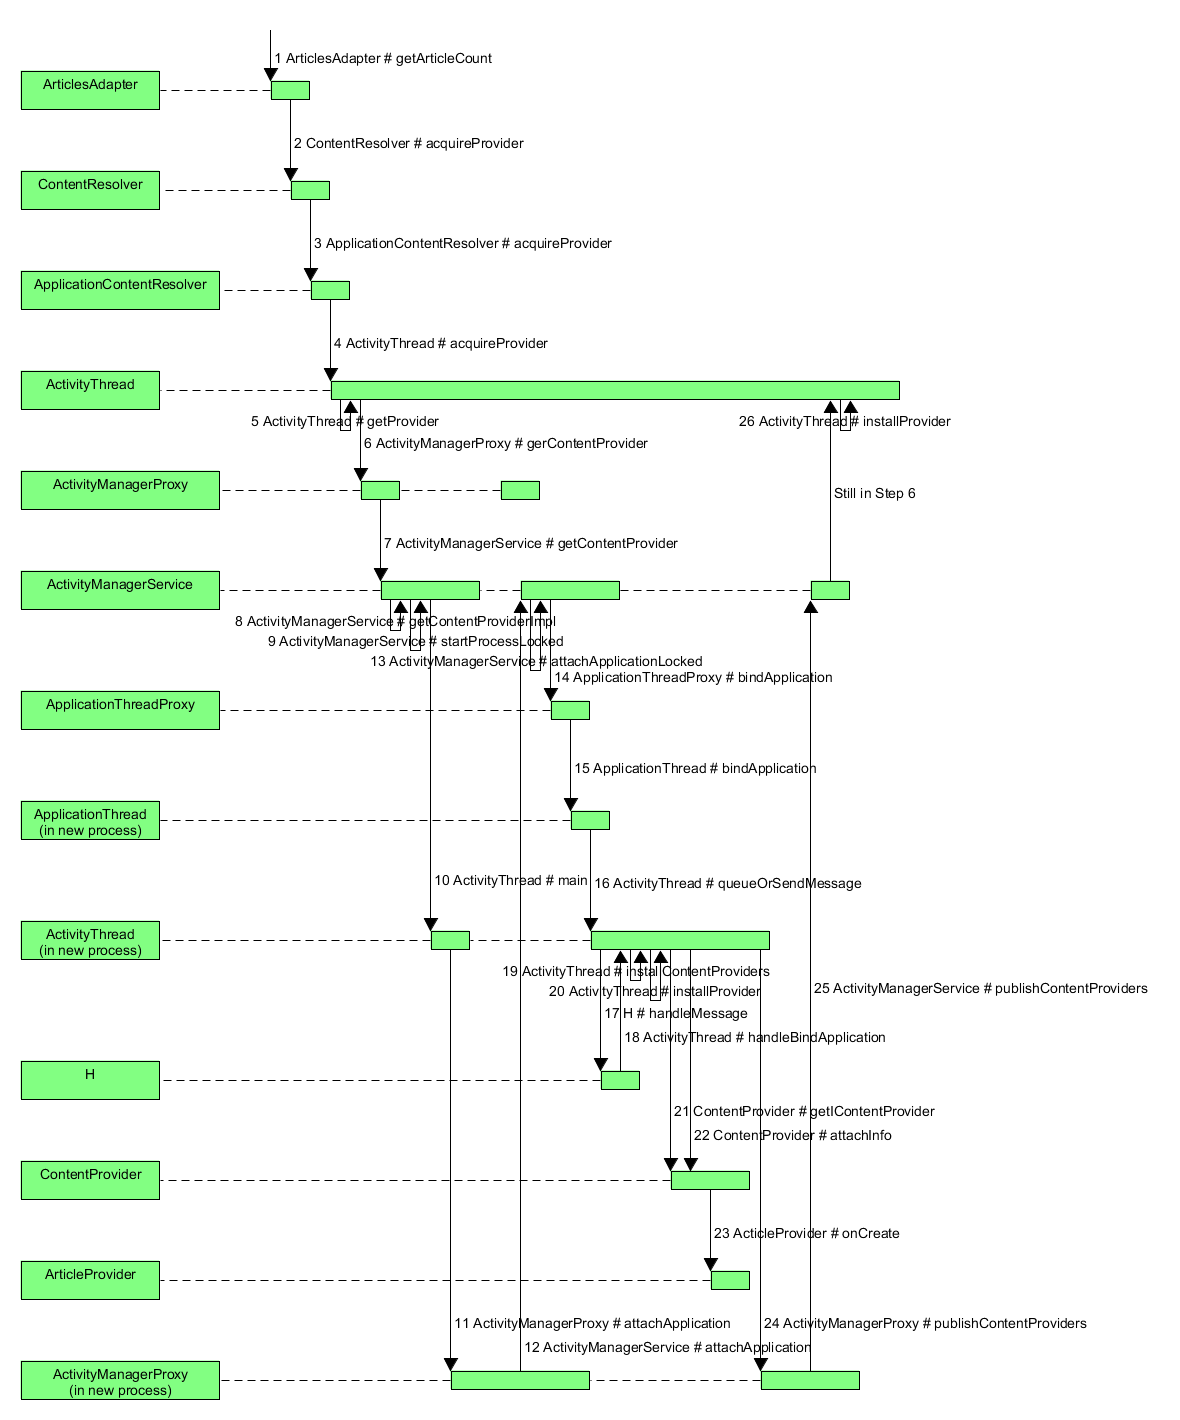 1 ArticlesAdapter # getArticleCount
ArticlesAdapter
2 ContentResolver # acquireProvider
ContentResolver
3 ApplicationContentResolver # acquireProvider
ApplicationContentResolver
4 ActivityThread # acquireProvider
ActivityThread
5 ActivityThread # getProvider
26 ActivityThread # installProvider
6 ActivityManagerProxy # gerContentProvider
ActivityManagerProxy
Still in Step 6
7 ActivityManagerService # getContentProvider
ActivityManagerService
8 ActivityManagerService # getContentProviderImpl
9 ActivityManagerService # startProcessLocked
13 ActivityManagerService # attachApplicationLocked
14 ApplicationThreadProxy # bindApplication
ApplicationThreadProxy
15 ApplicationThread # bindApplication
ApplicationThread
(in new process)
10 ActivityThread # main
16 ActivityThread # queueOrSendMessage
ActivityThread
(in new process)
19 ActivityThread # installContentProviders
20 ActivityThread # installProvider
25 ActivityManagerService # publishContentProviders
17 H # handleMessage
18 ActivityThread # handleBindApplication
H
21 ContentProvider # getIContentProvider
22 ContentProvider # attachInfo
ContentProvider
23 ActicleProvider # onCreate
ArticleProvider
11 ActivityManagerProxy # attachApplication
24 ActivityManagerProxy # publishContentProviders
12 ActivityManagerService # attachApplication
ActivityManagerProxy
(in new process)